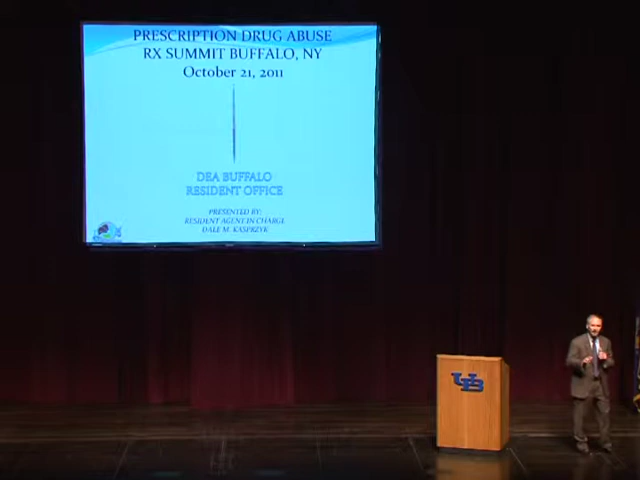 PRESCRIPTION DRUG ABUSE
RX SUMMIT BUFFALO, NY
October 21, 2011
DEA BUFFALO
RESIDENT OFFICE
PRESENTED BY:
RESIDENT AGENT IN CHARGE
DALE M. KASPRZYK
UB